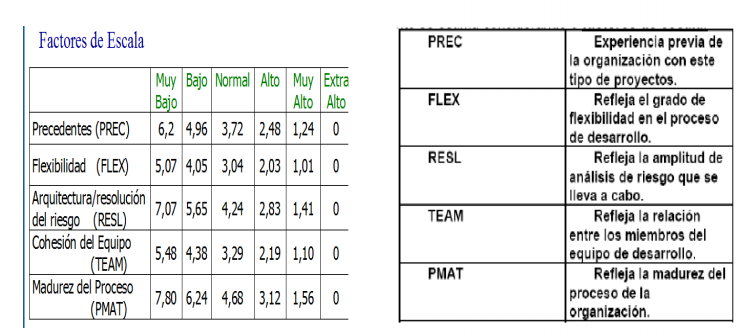 Factores de Escala
Muy Bajo Normal Alto Muy Extra
Bajo Alto Alto
Precedentes (PREC) 6,2 4,96 3,72 2,48 1,24 0
Flexibilidad (FLEX) 5,07 4,05 3,04 2,03 1,01 0
Arquitectura/resolución
del riesgo (RESL) 7,07 5,65 4,24 2,83 1,41 0
Cohesión del Equipo
(TEAM) 5,48 4,38 3,29 2,19 1,10 0
Madurez del Proceso
(PMAT) 7,80 6,24 4,68 3,12 1,56 0
PREC Experiencia previa de
la organización con este
tipo de proyectos.
FLEX Refleja el grado de
flexibilidad en el proceso
de desarrollo.
RESL Refleja la amplitud de
análisis de riesgo que se
lleva a cabo.
TEAM Refleja la relación
entre los miembros del
equipo de desarrollo.
PMAT Refleja la madurez del
proceso de la
organización.